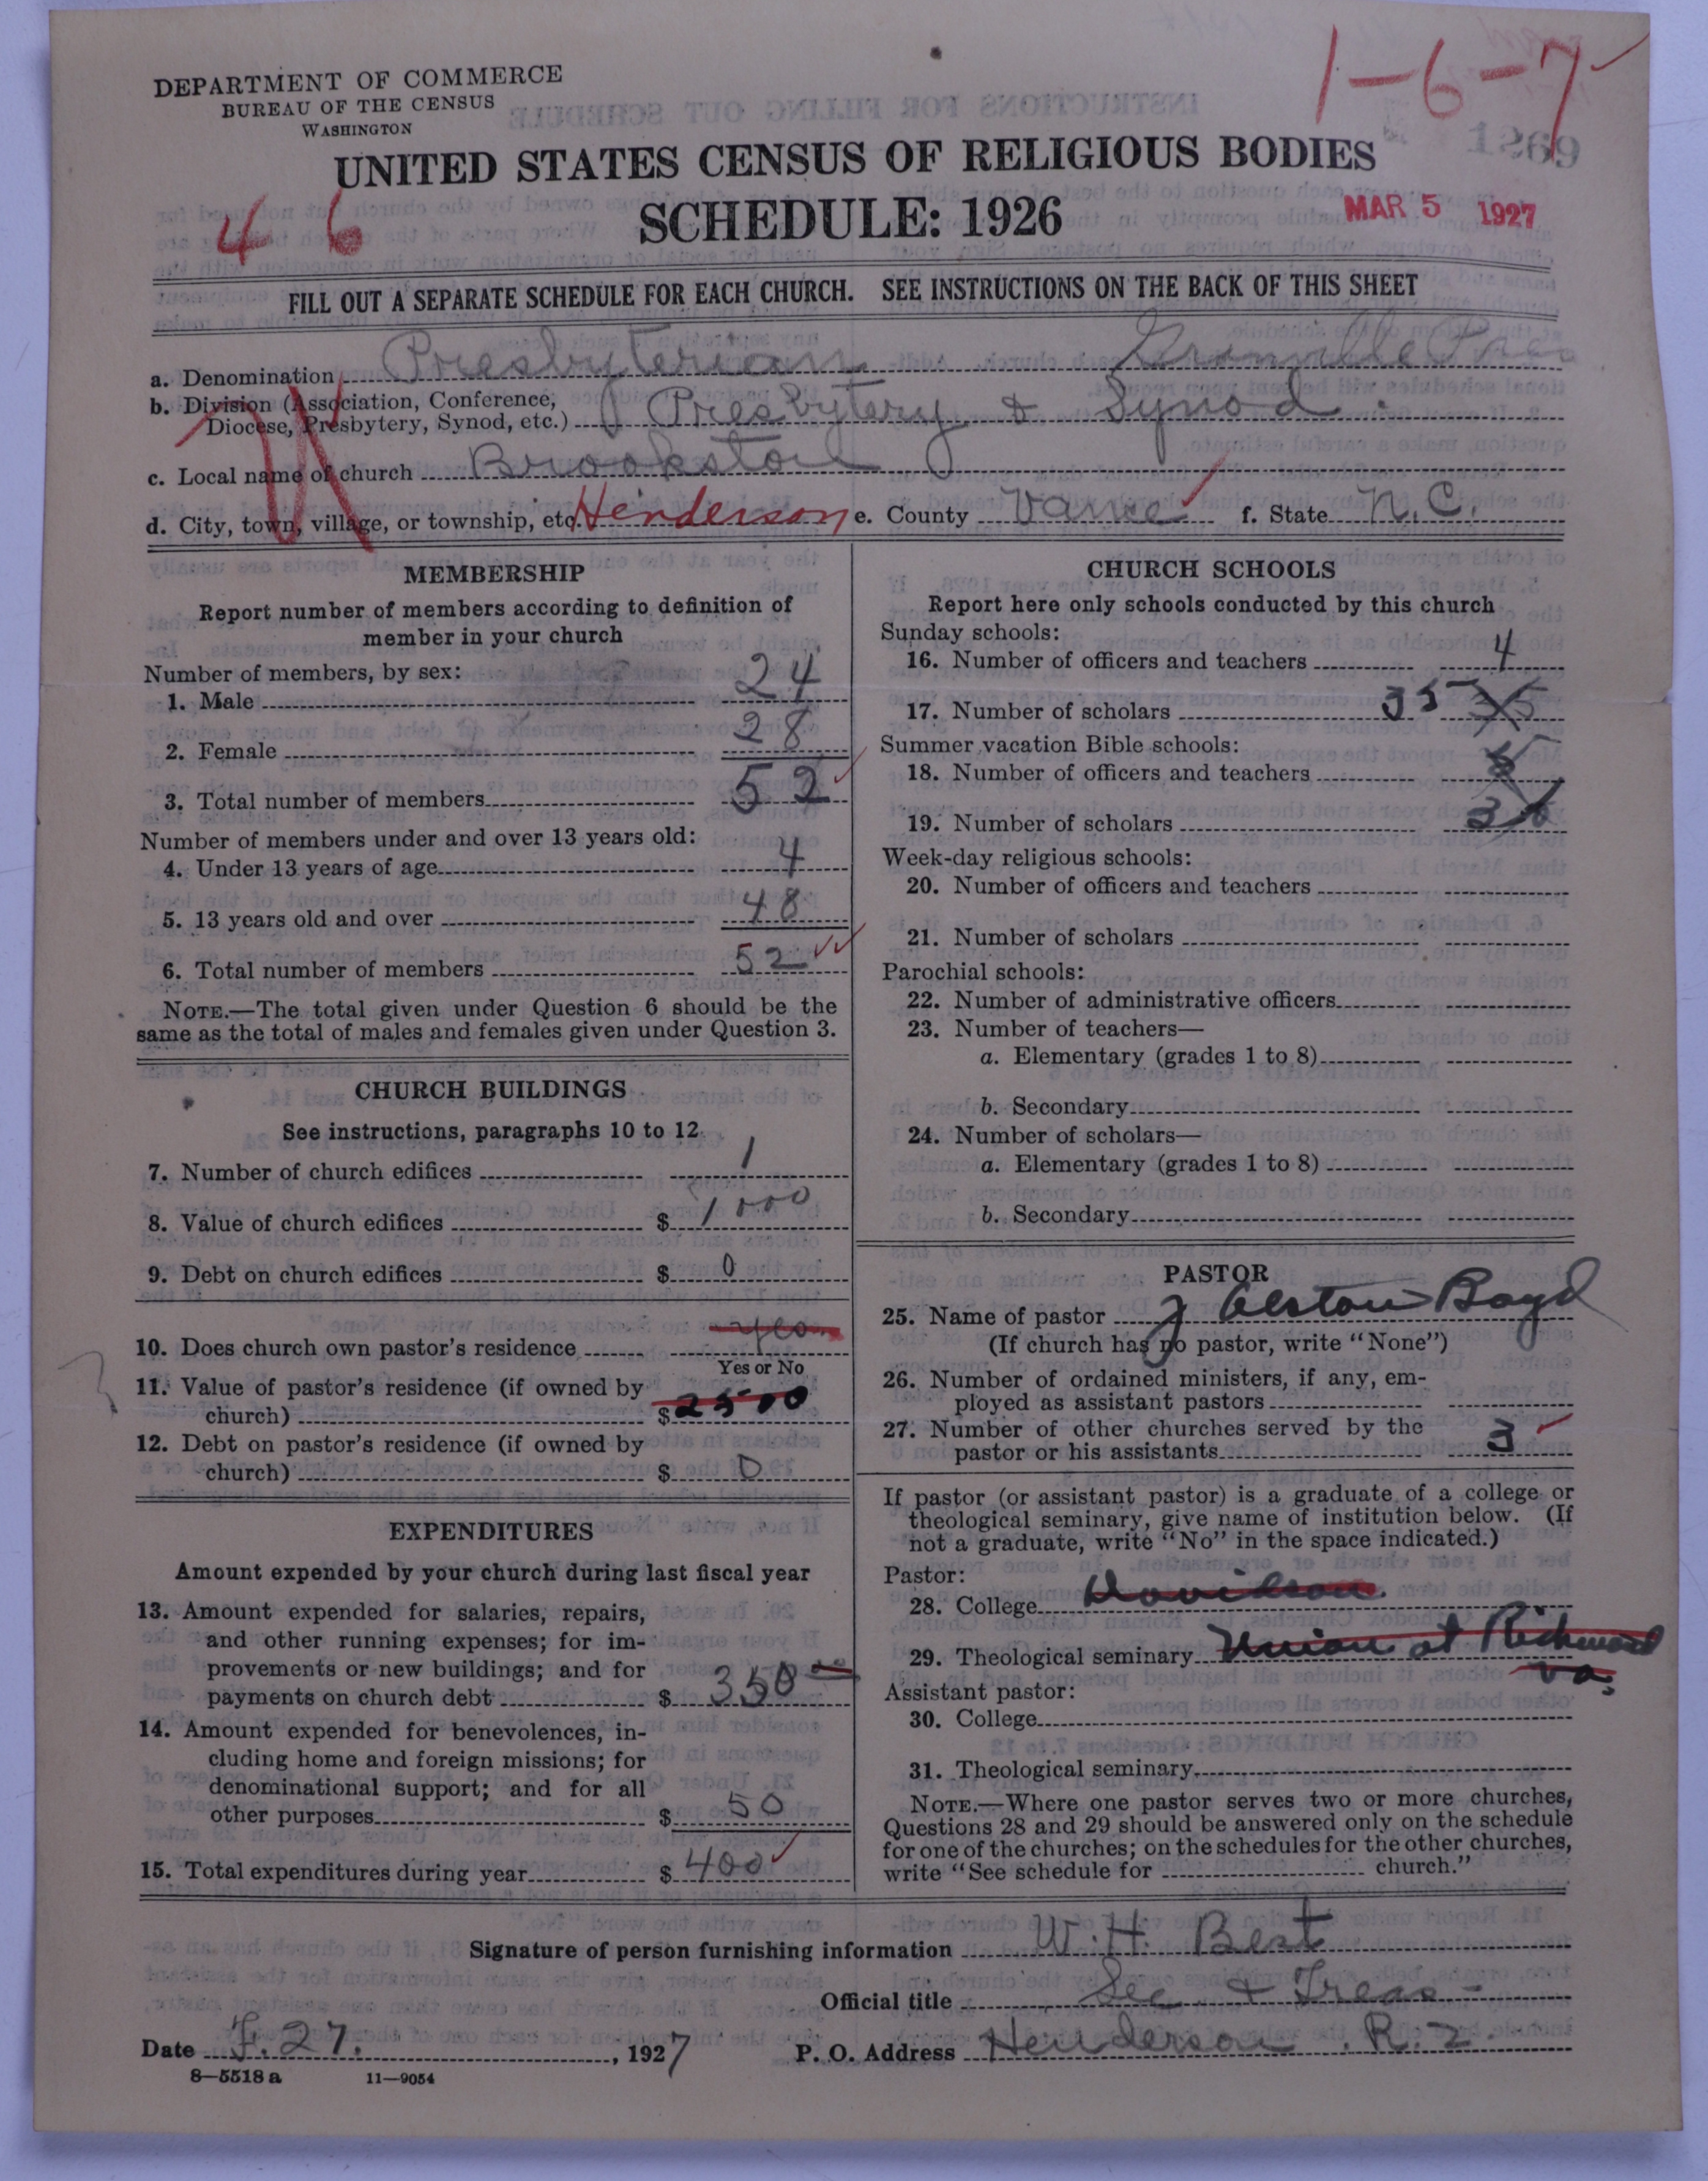 DEPARTMENT OF COMMERCE
BUREAU OF THE CENSUS
WASHINGTON
1-6-7
1269
UNITED STATES CENSUS OF RELIGIOUS BODIES
4 6
SCHEDULE: 1926
MAR 5 1927
FILL OUT A SEPARATE SCHEDULE FOR EACH CHURCH. SEE INSTRUCTIONS ON THE BACK OF THIS SHEET
a. Denomination Presbyterian Granville Pres
b. Division (Association, Conference, Diocese, Presbytery, Synod, etc.) Presbytery & Synod.
c. Local name of church Brookston
d. City, town, village, or township, etc. Henderson e. County Vance f. State N.C.
MEMBERSHIP
Report number of members according to definition of
member in your church
Number of members, by sex:
1. Male 24
2. Female 28
3. Total number of members 52
Number of members under and over 13 years old:
4. Under 13 years of age 4
5. 13 years old and over 48
6. Total number of members 52
NOTE.—The total given under Question 6 should be the
same as the total of males and females given under Question 3.
CHURCH BUILDINGS
See instructions, paragraphs 10 to 12
7. Number of church edifices 1
8. Value of church edifices $ 1000
9. Debt on church edifices $ 0
10. Does church own pastor's residence yes
Yes or No
11. Value of pastor's residence (if owned by
church) $ 2500
12. Debt on pastor's residence (if owned by
church) $ 0
EXPENDITURES
Amount expended by your church during last fiscal year
13. Amount expended for salaries, repairs,
and other running expenses; for im-
provements or new buildings; and for
payments on church debt $ 350 00
14. Amount expended for benevolences, in-
cluding home and foreign missions; for
denominational support; and for all
other purposes $ 50
15. Total expenditures during year $ 400
CHURCH SCHOOLS
Report here only schools conducted by this church
Sunday schools:
16. Number of officers and teachers 4
17. Number of scholars 35 35
Summer vacation Bible schools:
18. Number of officers and teachers
19. Number of scholars 36
Week-day religious schools:
20. Number of officers and teachers
21. Number of scholars
Parochial schools:
22. Number of administrative officers
23. Number of teachers—
a. Elementary (grades 1 to 8)
b. Secondary
24. Number of scholars—
a. Elementary (grades 1 to 8)
b. Secondary
PASTOR
25. Name of pastor J Alston Boyd
(If church has no pastor, write "None")
26. Number of ordained ministers, if any, em-
ployed as assistant pastors
27. Number of other churches served by the
pastor or his assistants 3
If pastor (or assistant pastor) is a graduate of a college or
theological seminary, give name of institution below. (If
not a graduate, write "No" in the space indicated.)
Pastor:
28. College Davidson.
29. Theological seminary Union at Richmond
Va.
Assistant pastor:
30. College
31. Theological seminary
NOTE.—Where one pastor serves two or more churches,
Questions 28 and 29 should be answered only on the schedule
for one of the churches; on the schedules for the other churches,
write "See schedule for church."
Signature of person furnishing information W. H. Best
Official title Sec & Treas-
Date F. 27. , 1927 P. O. Address Henderson. R. 2.
8—5518 a 11—9054